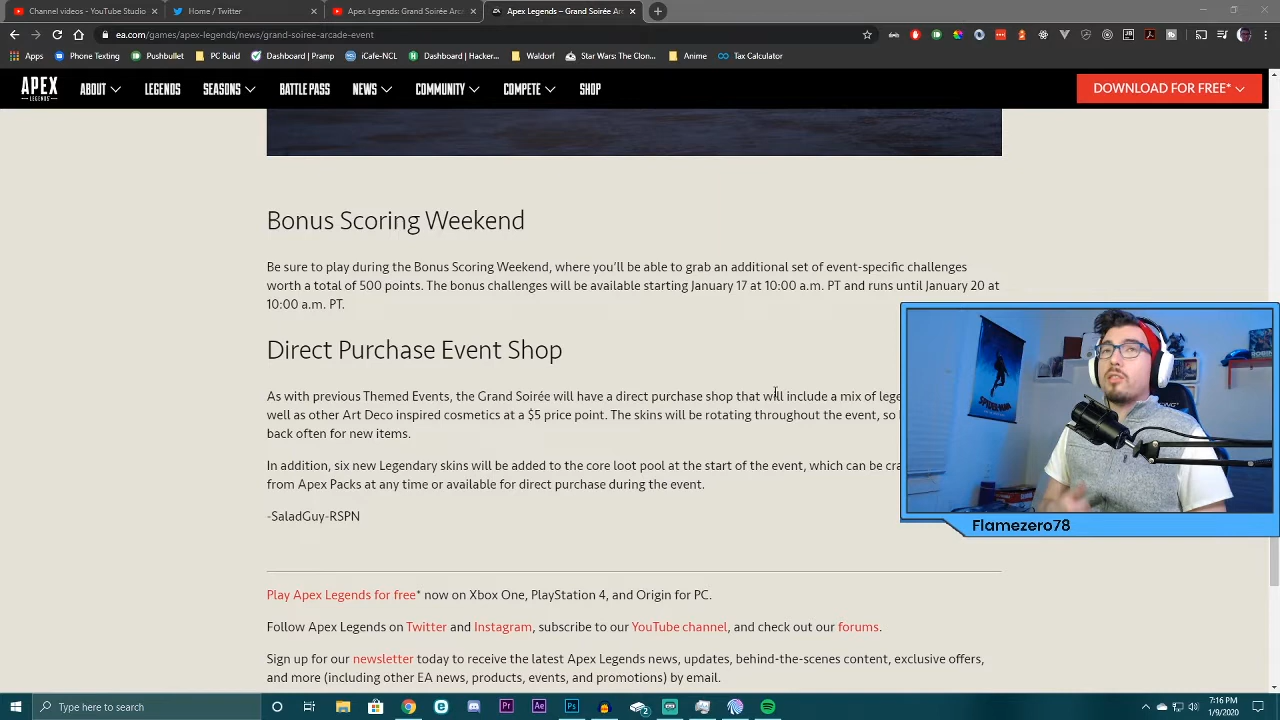 Channel videos - YouTube Studio
Home / Twitter
Apex Legends: Grand Soirée Arc
Apex Legends – Grand Soirée Ar
ea.com/games/apex-legends/news/grand-soiree-arcade-event
Apps
Phone Texting
Pushbullet
PC Build
Dashboard | Pramp
iCafe-NCL
Dashboard | Hacker...
Waldorf
Star Wars: The Clon...
Anime
Tax Calculator
APEX
LEGENDS
ABOUT
LEGENDS
SEASONS
BATTLE PASS
NEWS
COMMUNITY
COMPETE
SHOP
DOWNLOAD FOR FREE*
Bonus Scoring Weekend
Be sure to play during the Bonus Scoring Weekend, where you'll be able to grab an additional set of event-specific challenges
worth a total of 500 points. The bonus challenges will be available starting January 17 at 10:00 a.m. PT and runs until January 20 at
10:00 a.m. PT.
Direct Purchase Event Shop
As with previous Themed Events, the Grand Soirée will have a direct purchase shop that will include a mix of lege
well as other Art Deco inspired cosmetics at a $5 price point. The skins will be rotating throughout the event, so
back often for new items.
In addition, six new Legendary skins will be added to the core loot pool at the start of the event, which can be cra
from Apex Packs at any time or available for direct purchase during the event.
-SaladGuy-RSPN
SPIDER-MAN
Flamezero78
Play Apex Legends for free* now on Xbox One, PlayStation 4, and Origin for PC.
Follow Apex Legends on Twitter and Instagram, subscribe to our YouTube channel, and check out our forums.
Sign up for our newsletter today to receive the latest Apex Legends news, updates, behind-the-scenes content, exclusive offers,
and more (including other EA news, products, events, and promotions) by email.
Type here to search
7:16 PM
1/9/2020